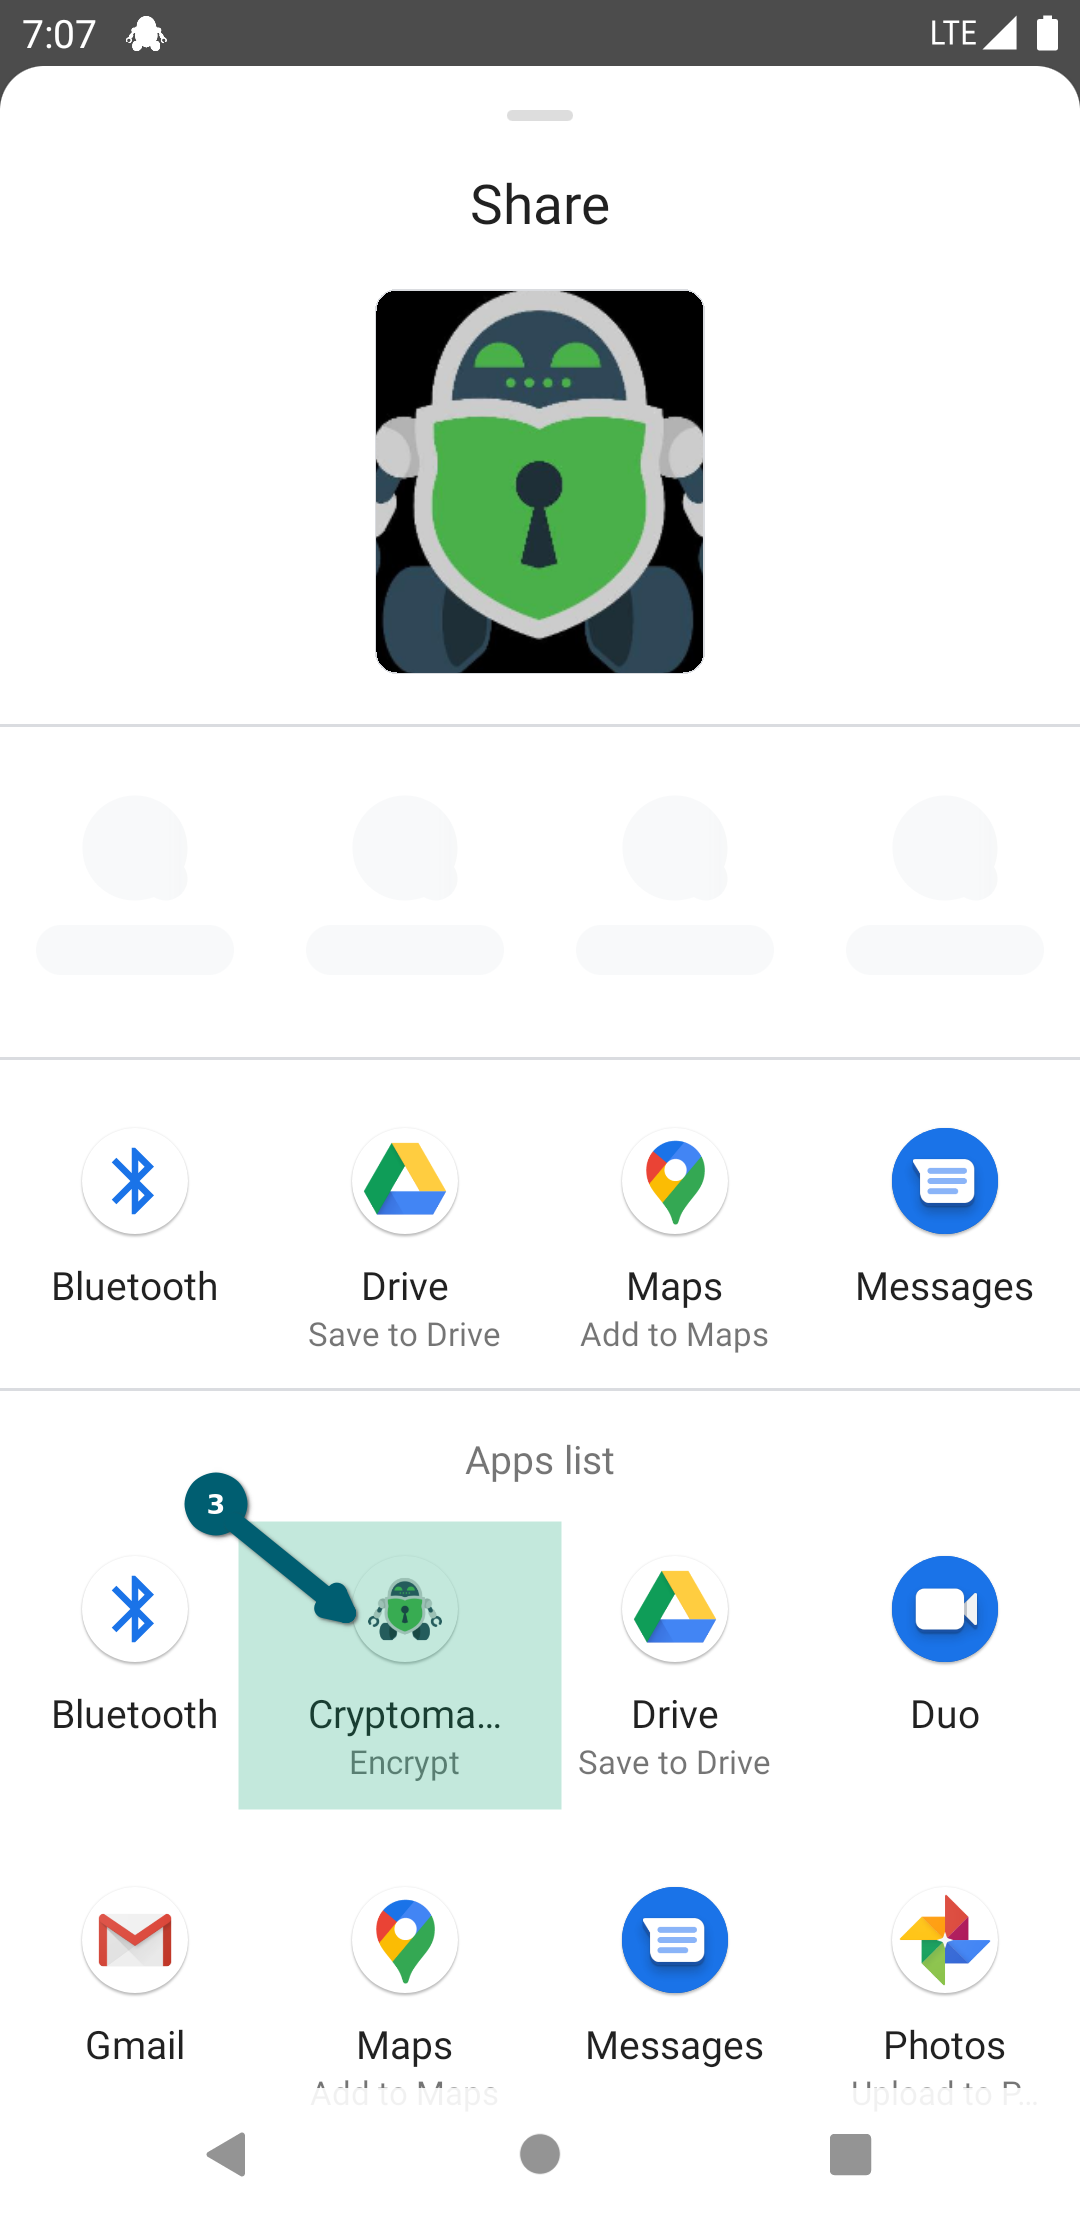 7:07 LTE
Share
Bluetooth Drive Maps Messages
Save to Drive Add to Maps
Apps list
3
Bluetooth Cryptoma... Drive Duo
Encrypt Save to Drive
Gmail Maps Messages Photos
Add to Maps Upload to P...